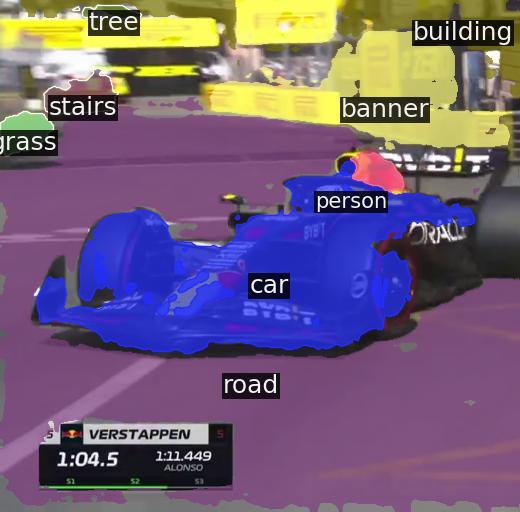 tree
building
stairs
banner
grass
BYBIT
person
ORACLE
BYBIT
car
BYBIT
road
5 VERSTAPPEN 5
1:04.5 1:11.449
ALONSO
S1 S2 S3